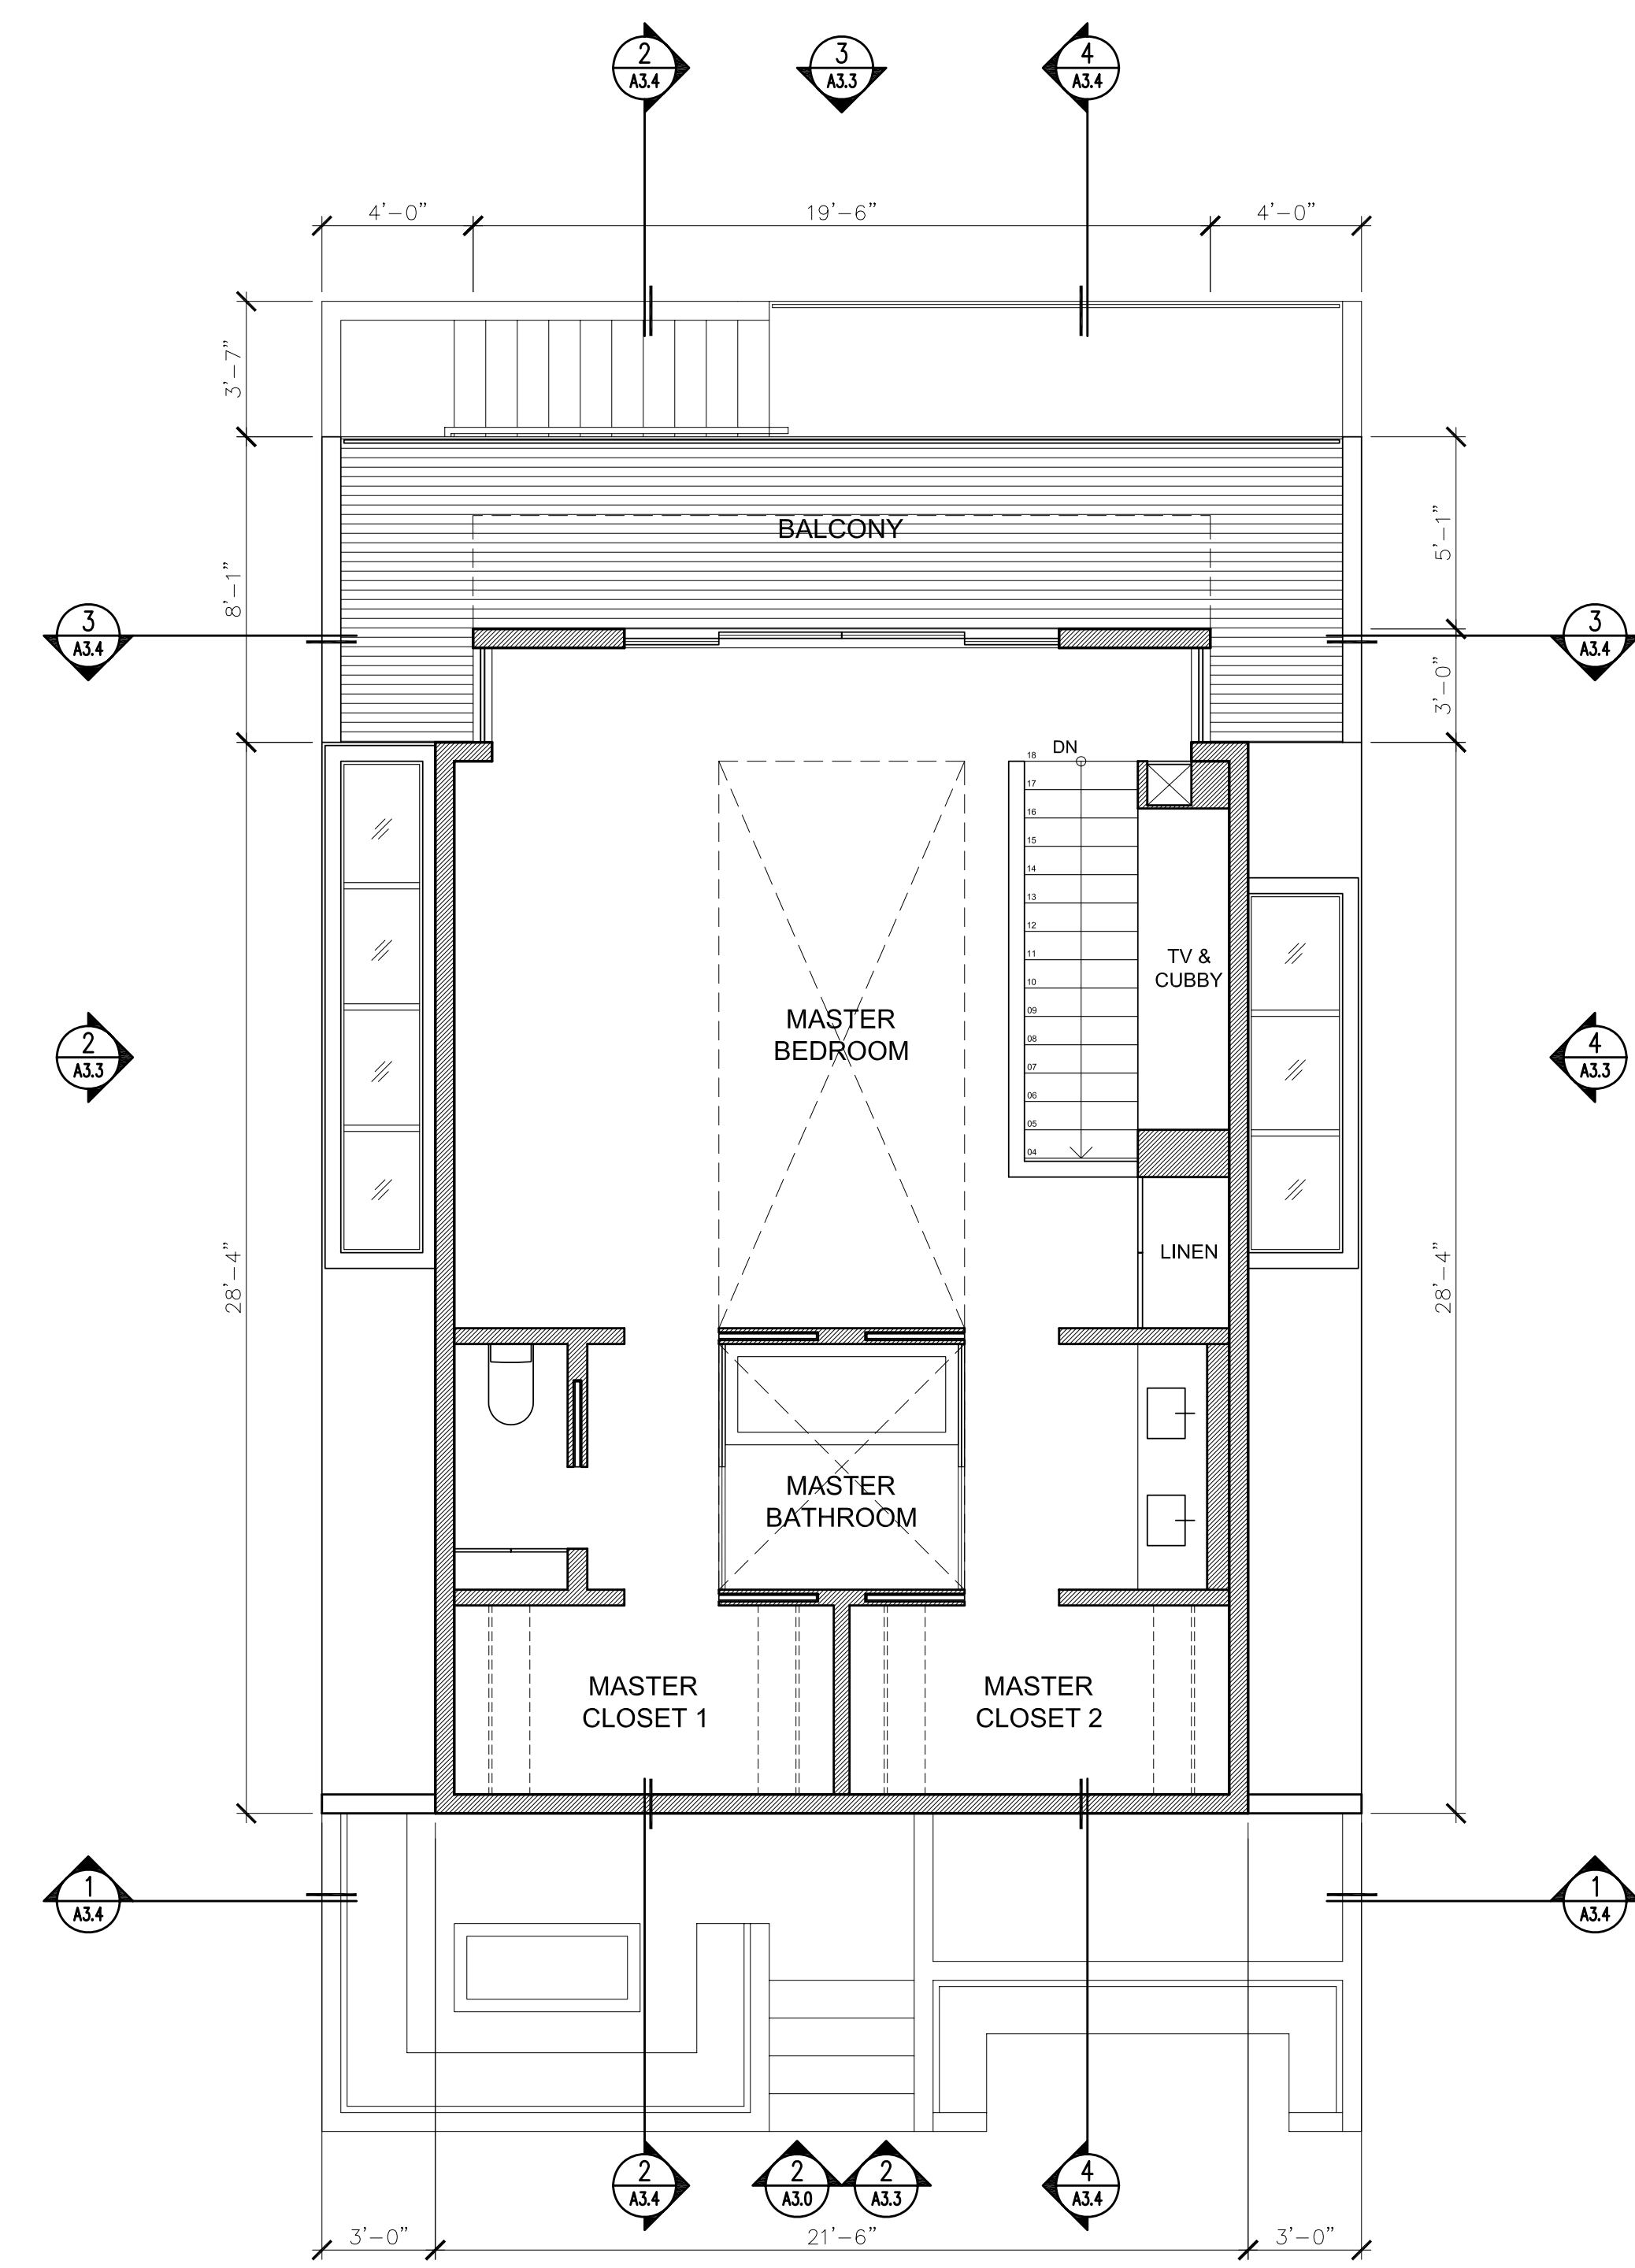 2
A3.4
3
A3.3
4
A3.4
4'-0"
19'-6"
4'-0"
3'-7"
8'-1"
BALCONY
5'-1"
3
A3.4
3
A3.4
3'-0"
DN
18
17
16
15
14
13
12
11
10
09
08
07
06
05
04
TV &
CUBBY
MASTER
BEDROOM
2
A3.3
4
A3.3
LINEN
28'-4"
28'-4"
MASTER
BATHROOM
MASTER
CLOSET 1
MASTER
CLOSET 2
1
A3.4
1
A3.4
2
A3.4
2
A3.0
2
A3.3
4
A3.4
3'-0"
21'-6"
3'-0"